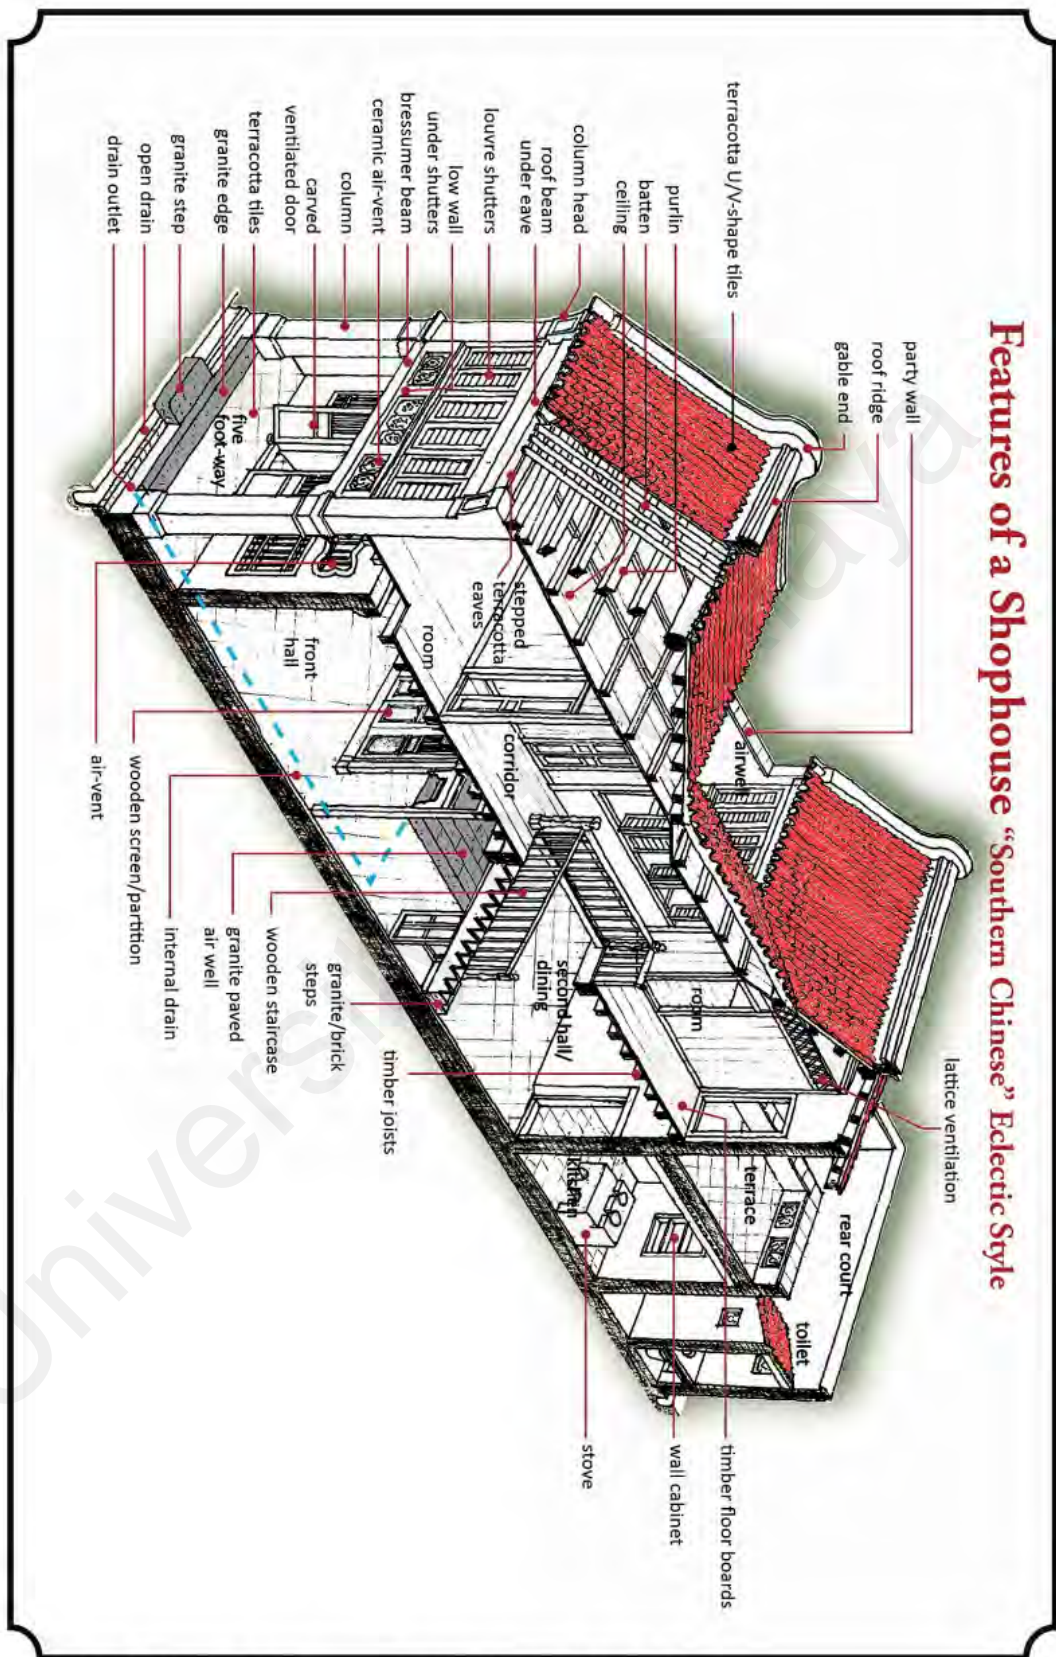 Features of a Shophouse “Southern Chinese” Eclectic Style
party wall
roof ridge
gable end
terracotta U/V-shape tiles
purlin
batten
ceiling
column head
roof beam
under eave
louvre shutters
low wall
under shutters
bressumer beam
ceramic air-vent
carved
ventilated door
column
terracotta tiles
granite edge
granite step
open drain
drain outlet
five
foot-way
front
hall
room
stepped
terracotta
eaves
corridor
airwell
second hall/
dining
room
kitchen
terrace
rear court
toilet
lattice ventilation
air-vent
wooden screen/partition
internal drain
granite paved
air well
wooden staircase
granite/brick
steps
timber joists
stove
wall cabinet
timber floor boards